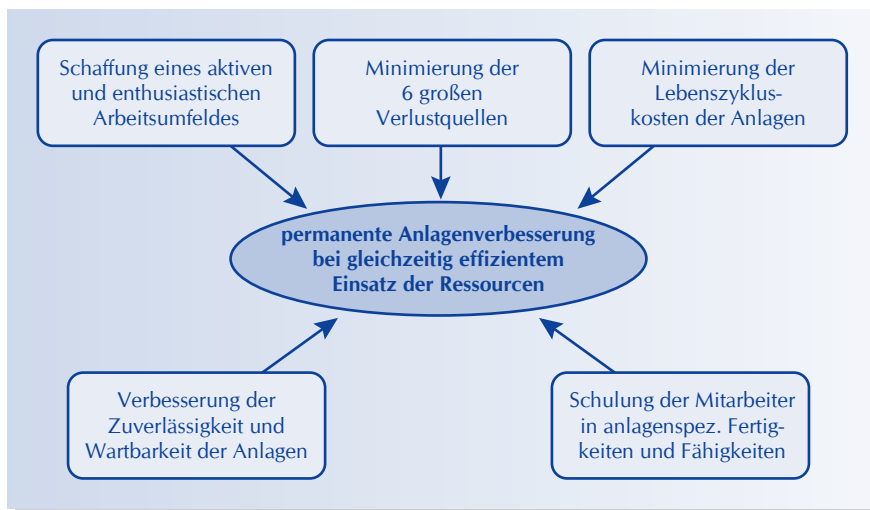 Schaffung eines aktiven
und enthusiastischen
Arbeitsumfeldes
Minimierung der
6 großen
Verlustquellen
Minimierung der
Lebenszyklus-
kosten der Anlagen
permanente Anlagenverbesserung
bei gleichzeitig effizientem
Einsatz der Ressourcen
Verbesserung der
Zuverlässigkeit und
Wartbarkeit der Anlagen
Schulung der Mitarbeiter
in anlagenspez. Fertig-
keiten und Fähigkeiten